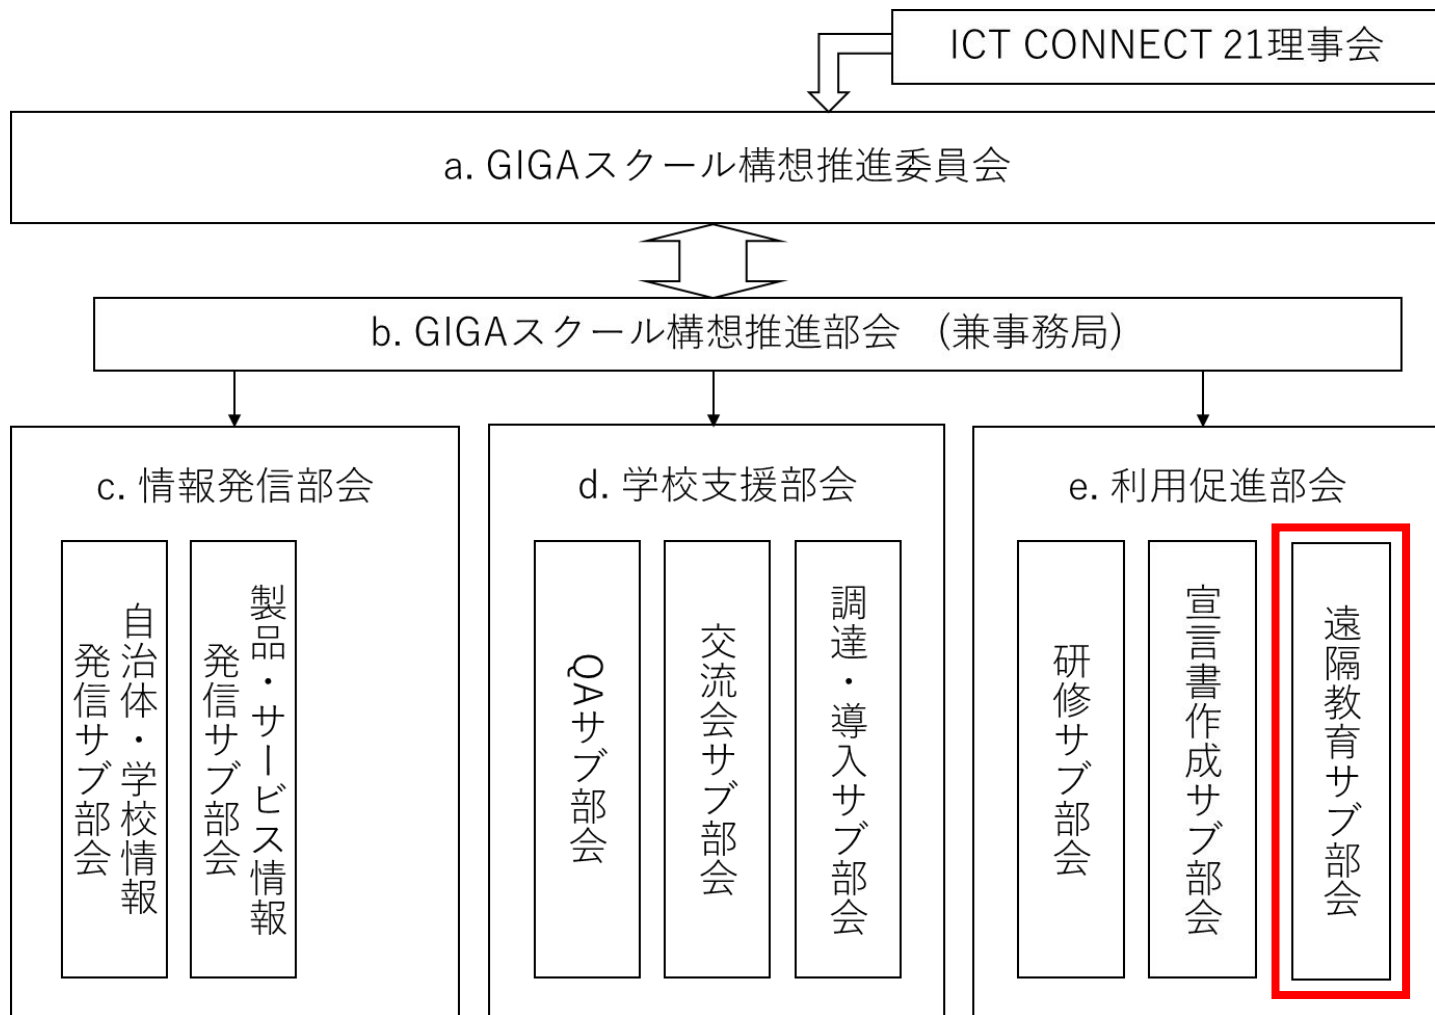 ICT CONNECT 21理事会
a. GIGAスクール構想推進委員会
b. GIGAスクール構想推進部会 (兼事務局)
c. 情報発信部会
自治体・学校情報
発信サブ部会
製品・サービス情報
発信サブ部会
d. 学校支援部会
QAサブ部会
交流会サブ部会
調達・導入サブ部会
e. 利用促進部会
研修サブ部会
宣言書作成サブ部会
遠隔教育サブ部会